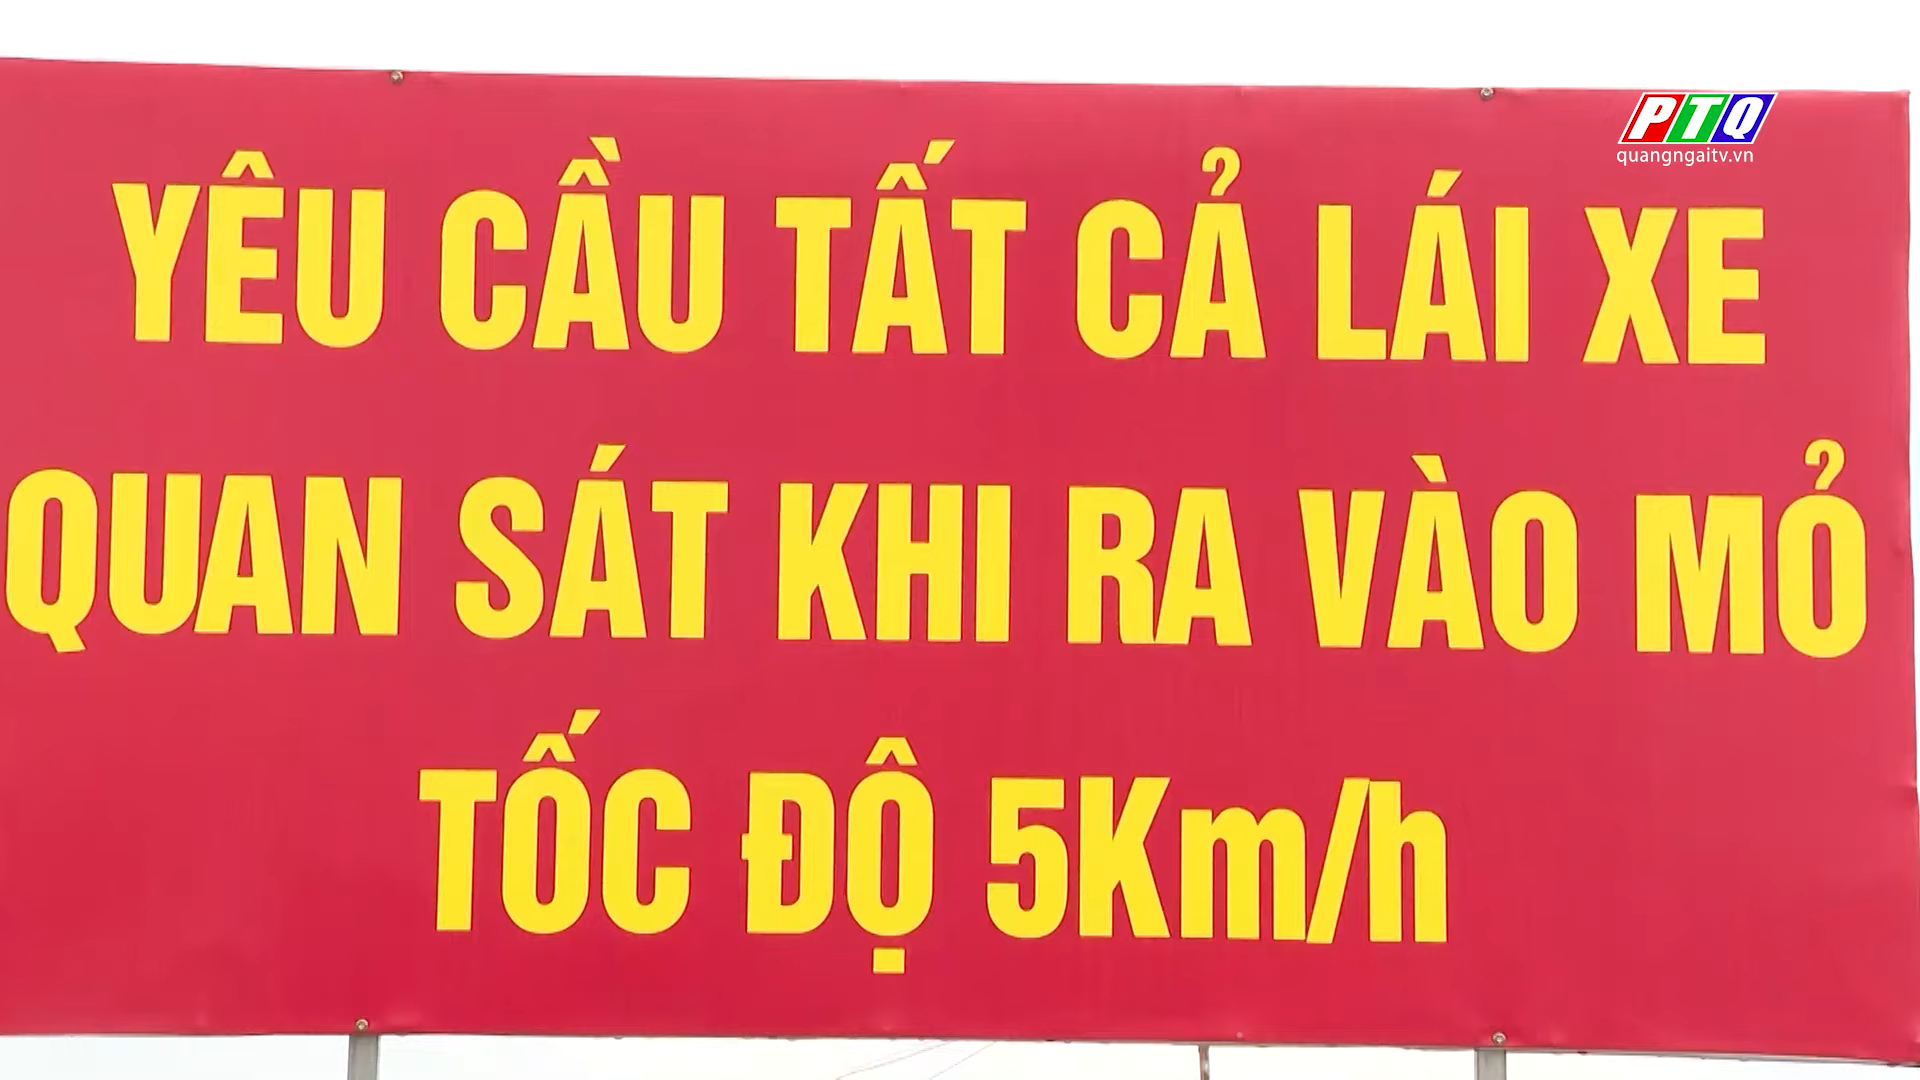 PTQ
quangngaitv.vn
YÊU CẦU TẤT CẢ LÁI XE
QUAN SÁT KHI RA VÀO MỎ
TỐC ĐỘ 5Km/h